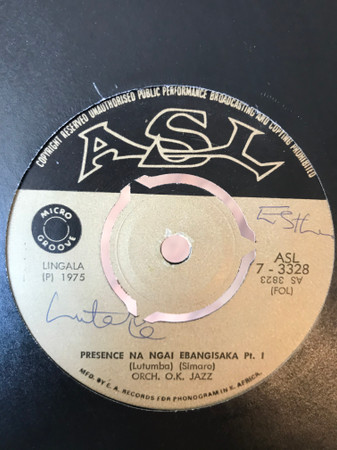 COPYRIGHT RESERVED UNAUTHORISED PUBLIC PERFORMANCE BROADCASTING AND COPYING PROHIBITED
ASL
MICRO GROOVE
LINGALA
(P) 1975
Esther
ASL
7-3328
AS 3823
(FOL)
PRESENCE NA NGAI EBANGISAKA Pt. I
(Lutumba) (Simaro)
ORCH. O.K. JAZZ
MFD. BY E. A. RECORDS FOR PHONOGRAM IN K. AFRICA.